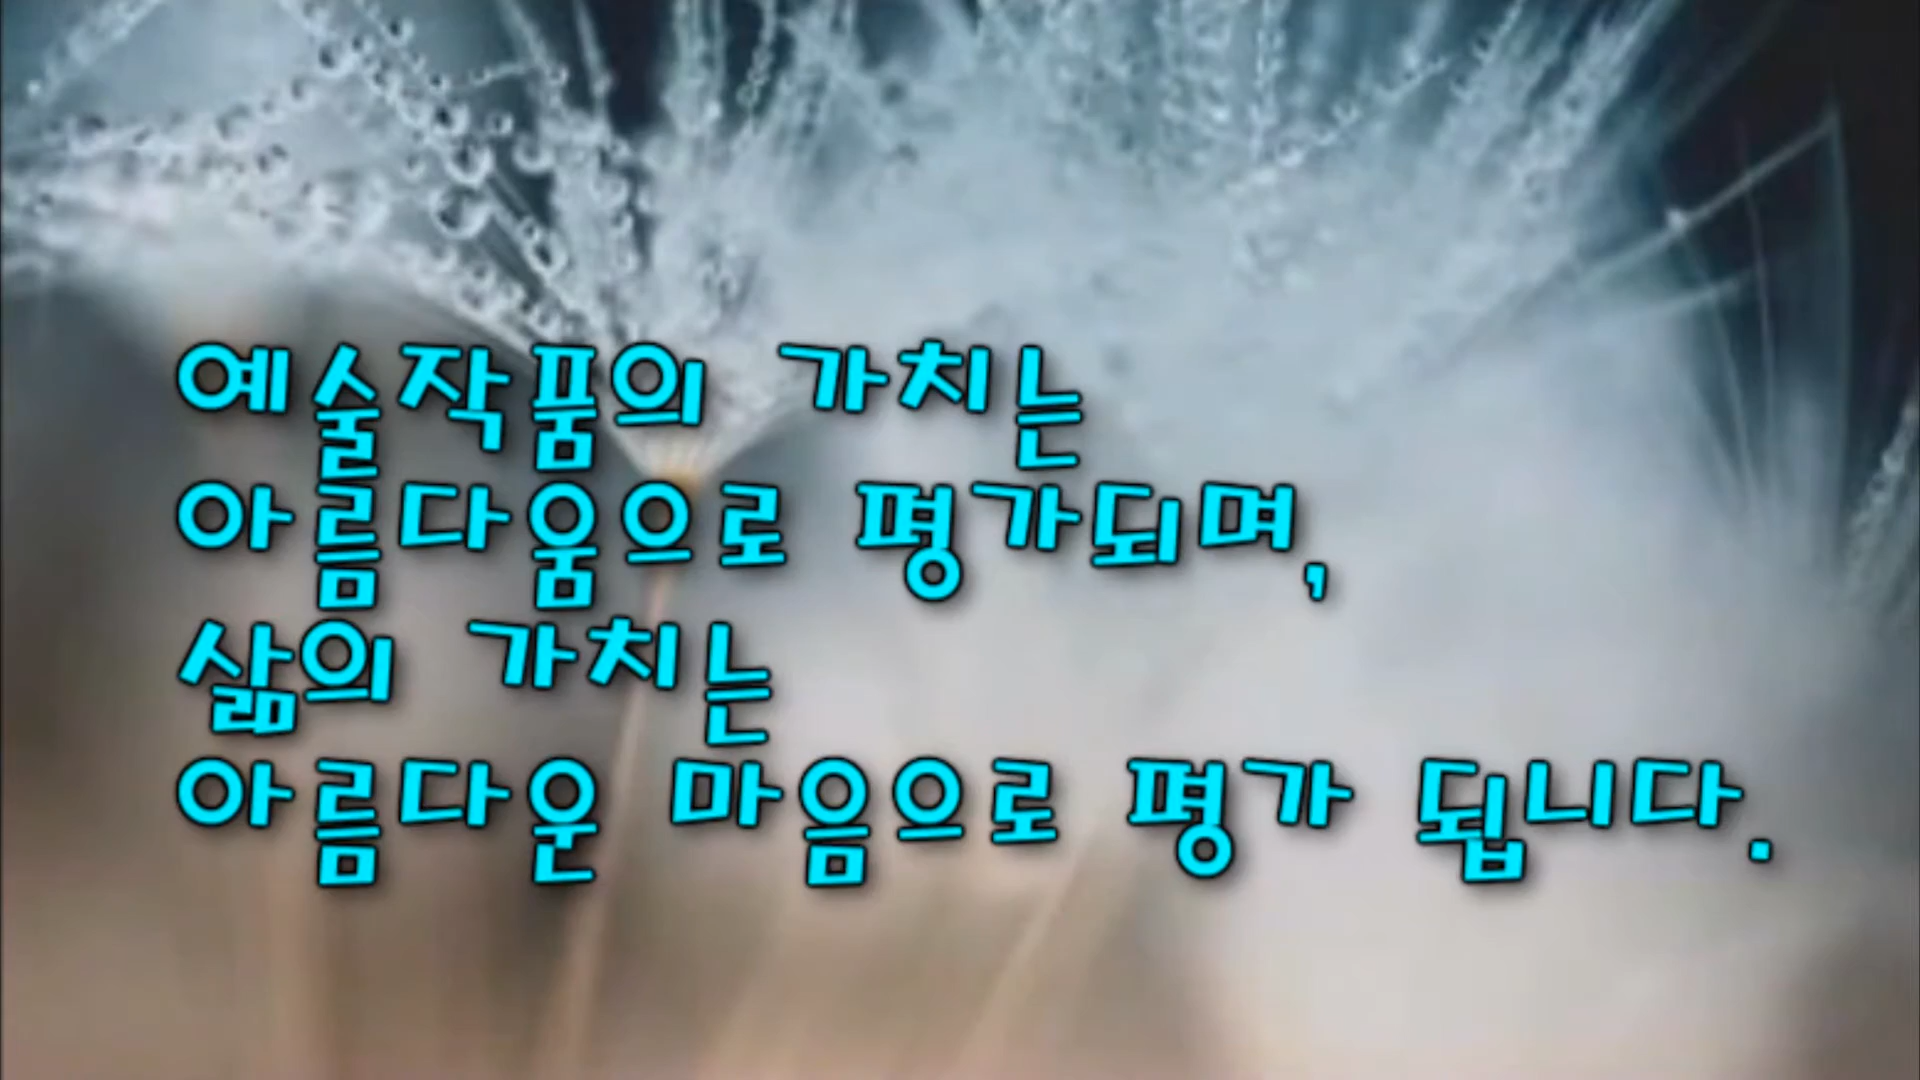 예술작품의 가치는
아름다움으로 평가되며,
삶의 가치는
아름다운 마음으로 평가 됩니다.